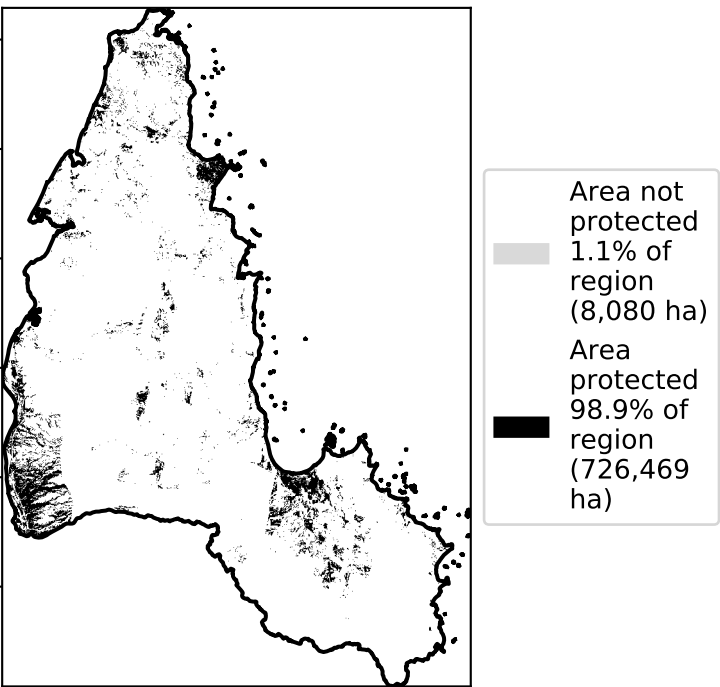 Area not
protected
1.1% of
region
(8,080 ha)
Area
protected
98.9% of
region
(726,469
ha)